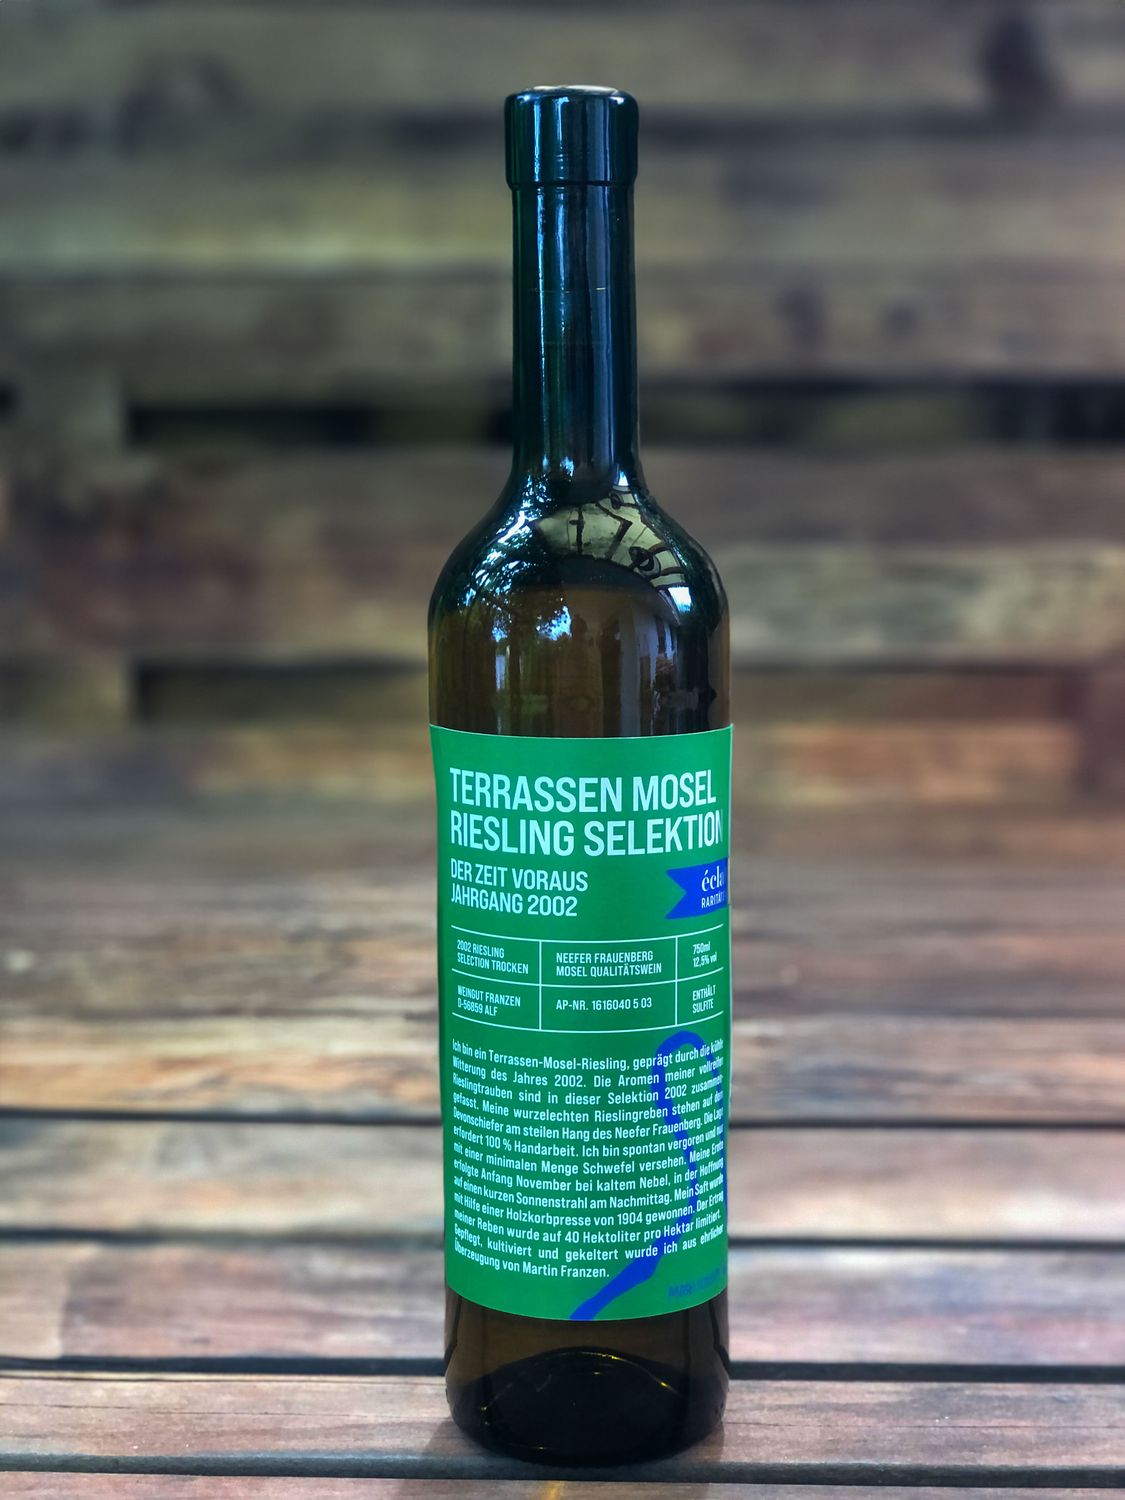 TERRASSEN MOSEL
RIESLING SELEKTION
DER ZEIT VORAUS
JAHRGANG 2002
2002 RIESLING
SELECTION TROCKEN
NEEFER FRAUENBERG
MOSEL QUALITÄTSWEIN
750ml
12,5% vol
WEINGUT FRANZEN
D-56859 ALF
AP-NR. 1616040 5 03
ENTHÄLT
SULFITE
Ich bin ein Terrassen-Mosel-Riesling, geprägt durch die kühle
Witterung des Jahres 2002. Die Aromen meiner vollreifen
Rieslingtrauben sind in dieser Selektion 2002 zusammen-
gefasst. Meine wurzelechten Rieslingreben stehen auf dem
Devonschiefer am steilen Hang des Neefer Frauenberg. Die Lage
erfordert 100 % Handarbeit. Ich bin spontan vergoren und nur
mit einer minimalen Menge Schwefel versehen. Meine Ernte
erfolgte Anfang November bei kaltem Nebel, in der Hoffnung
auf einen kurzen Sonnenstrahl am Nachmittag. Mein Saft wurde
mit Hilfe einer Holzkorbpresse von 1904 gewonnen. Der Ertrag
meiner Reben wurde auf 40 Hektoliter pro Hektar limitiert.
Gepflegt, kultiviert und gekeltert wurde ich aus ehrlicher
Überzeugung von Martin Franzen.